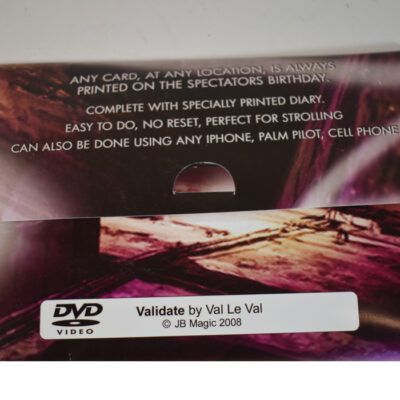 ANY CARD, AT ANY LOCATION, IS ALWAYS
PRINTED ON THE SPECTATORS BIRTHDAY.
COMPLETE WITH SPECIALLY PRINTED DIARY.
EASY TO DO, NO RESET, PERFECT FOR STROLLING
CAN ALSO BE DONE USING ANY IPHONE, PALM PILOT, CELL PHONE
DVD
VIDEO
Validate by Val Le Val
© JB Magic 2008